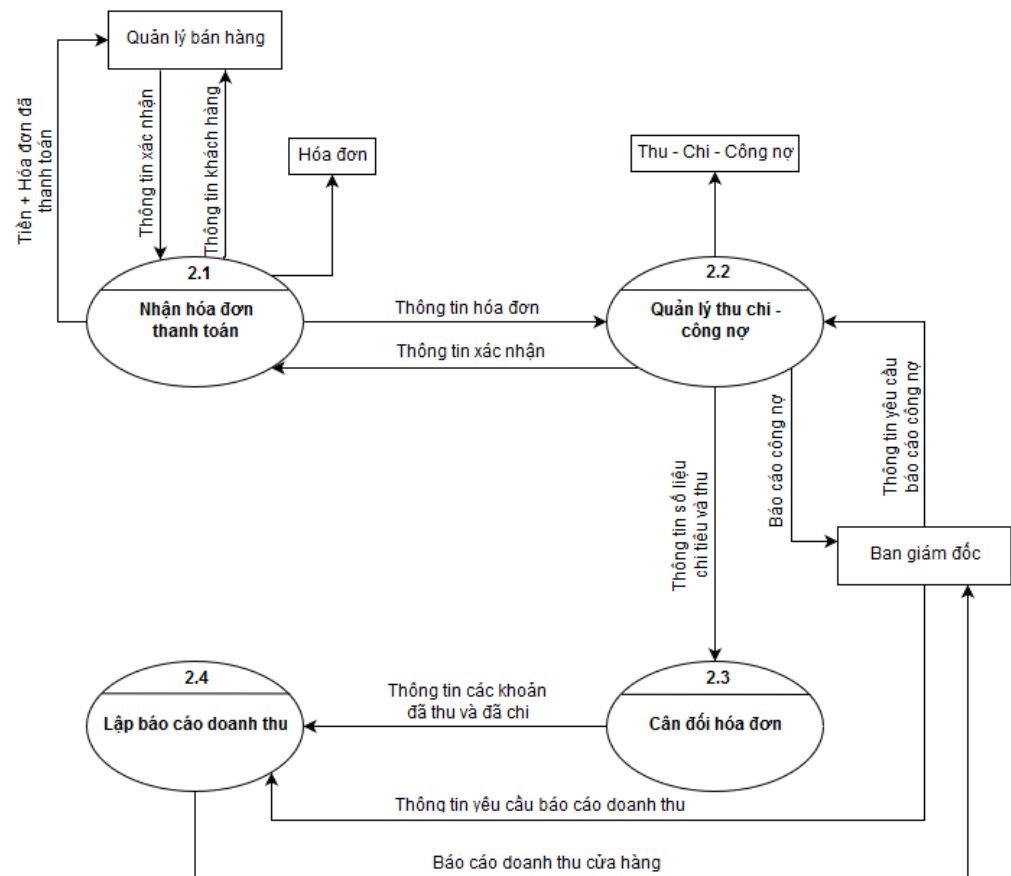 Quản lý bán hàng
Tiền + Hóa đơn đã
thanh toán
Thông tin xác nhận
Thông tin khách hàng
Hóa đơn
Thu - Chi - Công nợ
2.1
Nhận hóa đơn
thanh toán
2.2
Quản lý thu chi -
công nợ
Thông tin hóa đơn
Thông tin xác nhận
Thông tin số liệu
chi tiêu và thu
Báo cáo công nợ
Thông tin yêu cầu
báo cáo công nợ
Ban giám đốc
2.4
Lập báo cáo doanh thu
Thông tin các khoản
đã thu và đã chi
2.3
Cân đối hóa đơn
Thông tin yêu cầu báo cáo doanh thu
Báo cáo doanh thu cửa hàng